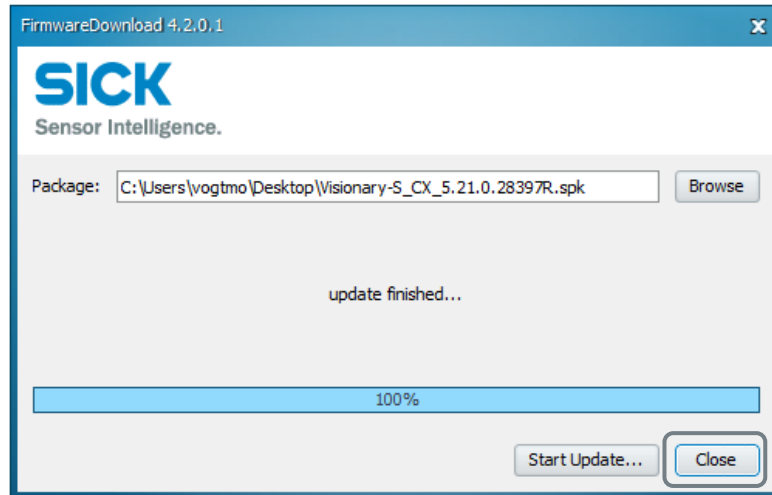 FirmwareDownload 4.2.0.1
SICK
Sensor Intelligence.
Package: C:\Users\vogtmo\Desktop\Visionary-S_CX_5.21.0.28397R.spk Browse
update finished...
100%
Start Update... Close